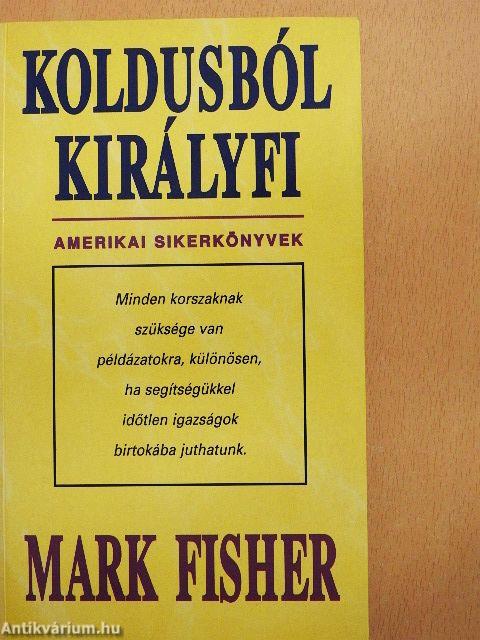 KOLDUSBÓL
KIRÁLYFI
AMERIKAI SIKERKÖNYVEK
Minden korszaknak
szüksége van
példázatokra, különösen,
ha segítségükkel
időtlen igazságok
birtokába juthatunk.
MARK FISHER
Antikvárium.hu